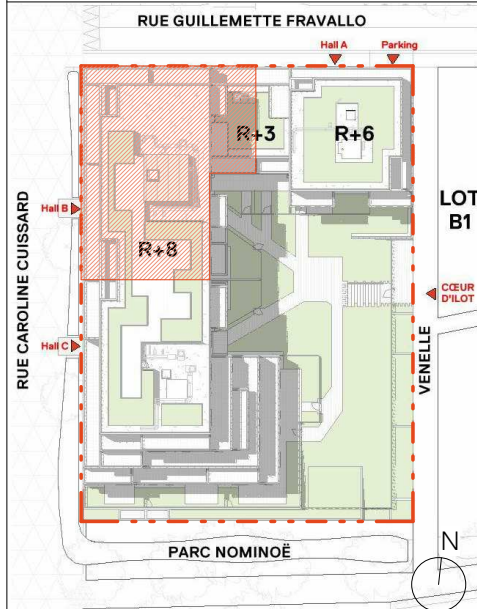 RUE GUILLEMETTE FRAVALLO
Hall A
Parking
R+3
R+6
LOT
B1
Hall B
R+8
CŒUR
D'ILOT
RUE CAROLINE CUISSARD
Hall C
VENELLE
PARC NOMINOË
N